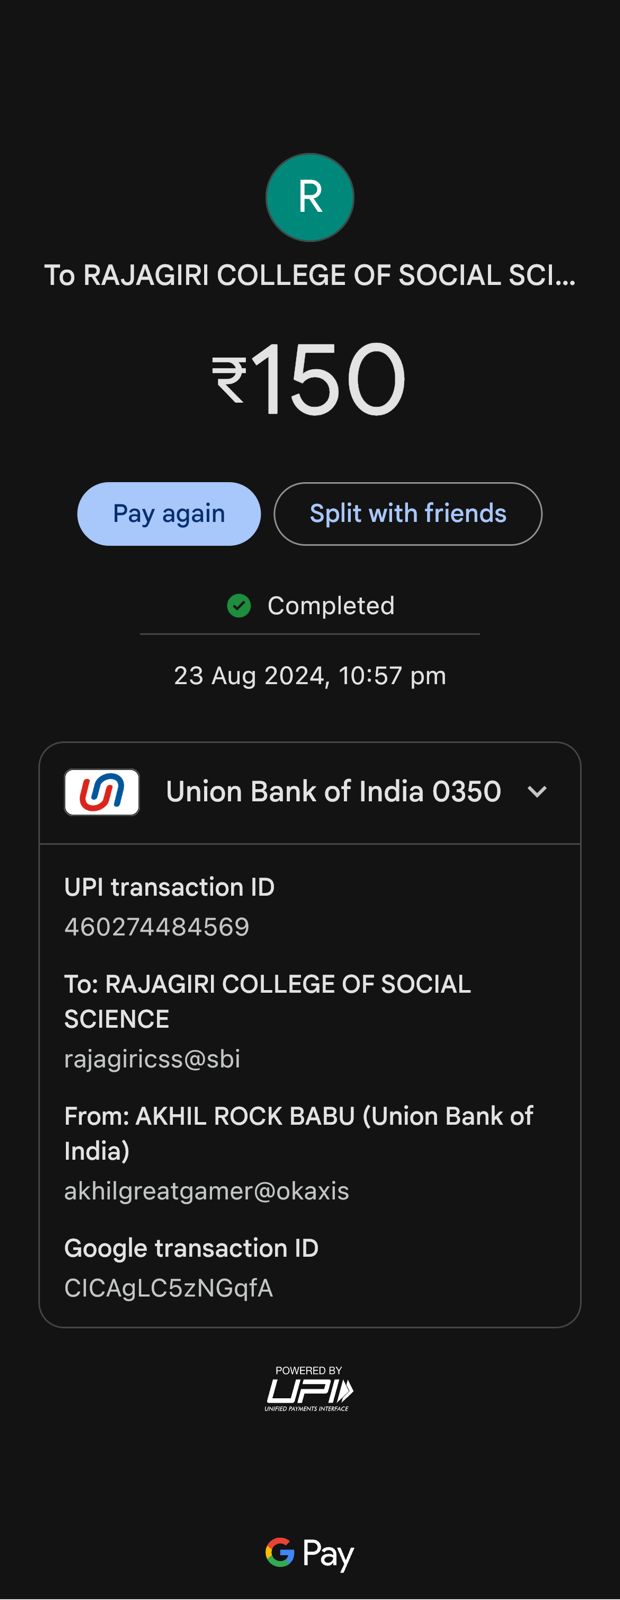 R
To RAJAGIRI COLLEGE OF SOCIAL SCI...
₹150
Pay again
Split with friends
Completed
23 Aug 2024, 10:57 pm
Union Bank of India 0350
UPI transaction ID
460274484569
To: RAJAGIRI COLLEGE OF SOCIAL
SCIENCE
rajagiricss@sbi
From: AKHIL ROCK BABU (Union Bank of
India)
akhilgreatgamer@okaxis
Google transaction ID
CICAgLC5zNGqfA
POWERED BY
UPI
UNIFIED PAYMENTS INTERFACE
G Pay